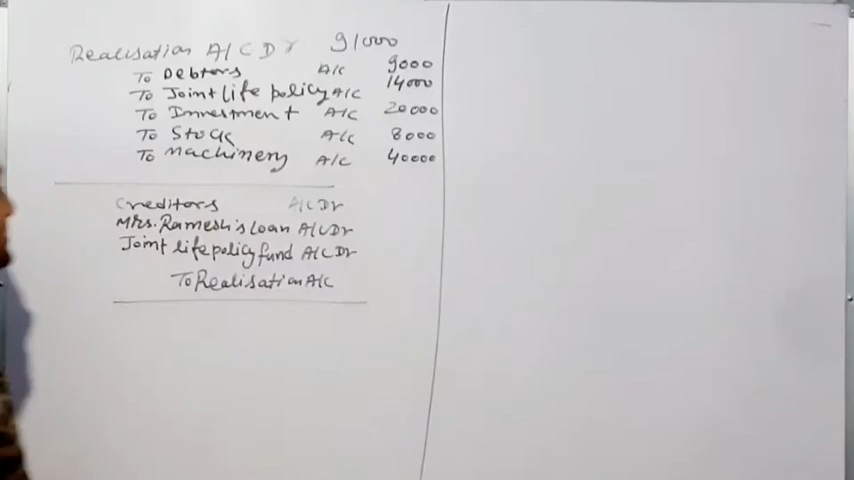 Realisation A/C Dr 91000
To Debtors A/C 9000
To Joint life policy A/C 14000
To Investment A/C 20000
To Stock A/C 8000
To Machinery A/C 40000
Creditors A/C Dr
Mrs. Ramesh's loan A/C Dr
Joint life policy fund A/C Dr
To Realisation A/C